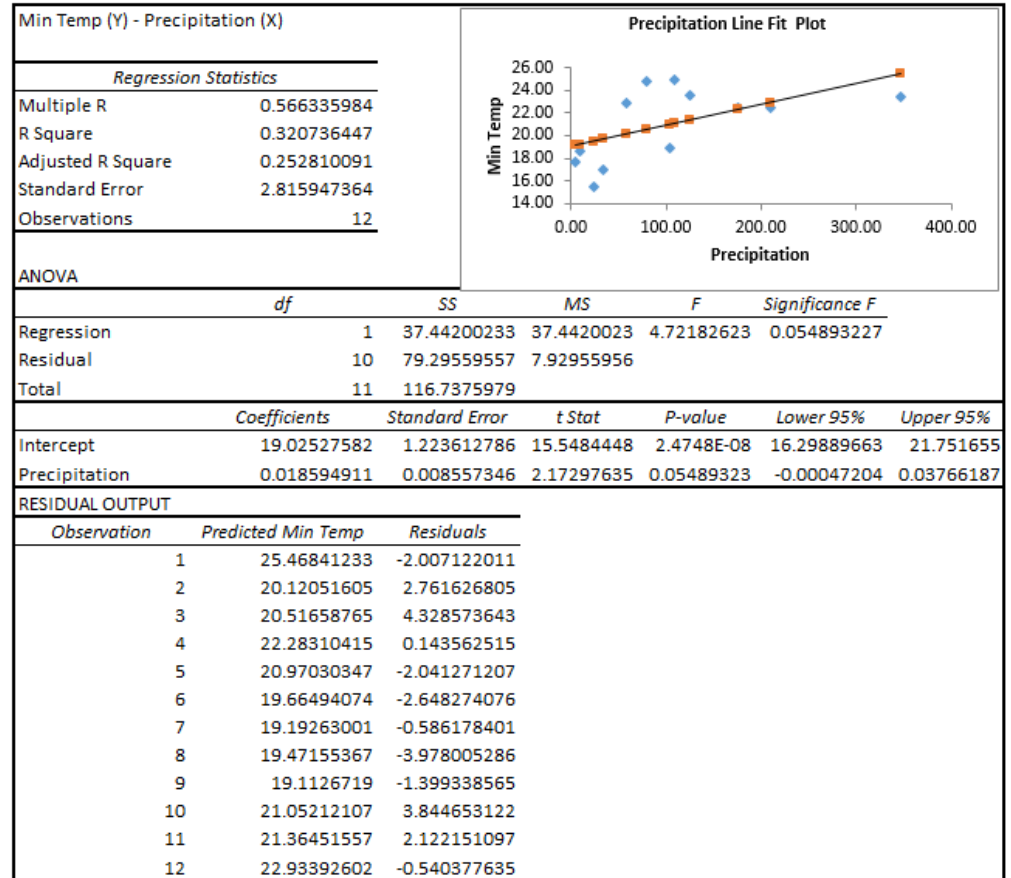 Min Temp (Y) - Precipitation (X)
Precipitation Line Fit Plot
26.00
24.00
22.00
20.00
18.00
16.00
14.00
Min Temp
0.00 100.00 200.00 300.00 400.00
Precipitation
Regression Statistics
Multiple R 0.566335984
R Square 0.320736447
Adjusted R Square 0.252810091
Standard Error 2.815947364
Observations 12
ANOVA
df SS MS F Significance F
Regression 1 37.44200233 37.4420023 4.72182623 0.054893227
Residual 10 79.29559557 7.92955956
Total 11 116.7375979
Coefficients Standard Error t Stat P-value Lower 95% Upper 95%
Intercept 19.02527582 1.223612786 15.5484448 2.4748E-08 16.29889663 21.751655
Precipitation 0.018594911 0.008557346 2.17297635 0.05489323 -0.00047204 0.03766187
RESIDUAL OUTPUT
Observation Predicted Min Temp Residuals
1 25.46841233 -2.007122011
2 20.12051605 2.761626805
3 20.51658765 4.328573643
4 22.28310415 0.143562515
5 20.97030347 -2.041271207
6 19.66494074 -2.648274076
7 19.19263001 -0.586178401
8 19.47155367 -3.978005286
9 19.1126719 -1.399338565
10 21.05212107 3.844653122
11 21.36451557 2.122151097
12 22.93392602 -0.540377635